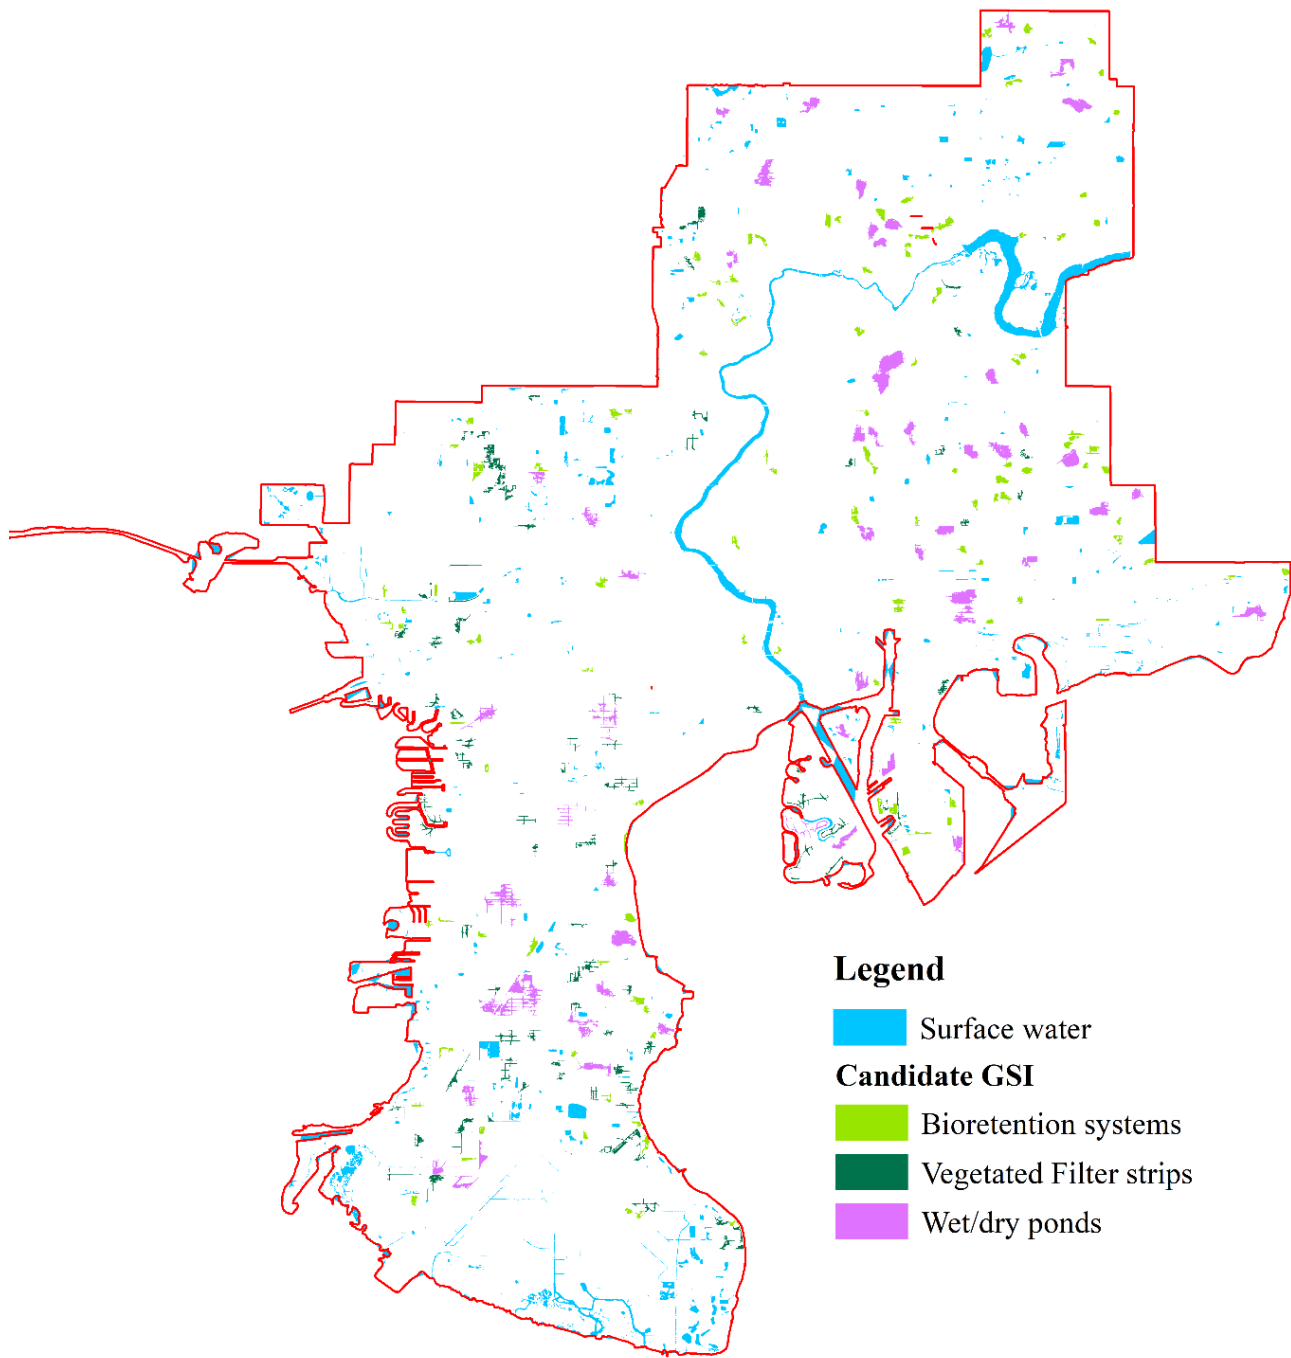 Legend
Surface water
Candidate GSI
Bioretention systems
Vegetated Filter strips
Wet/dry ponds